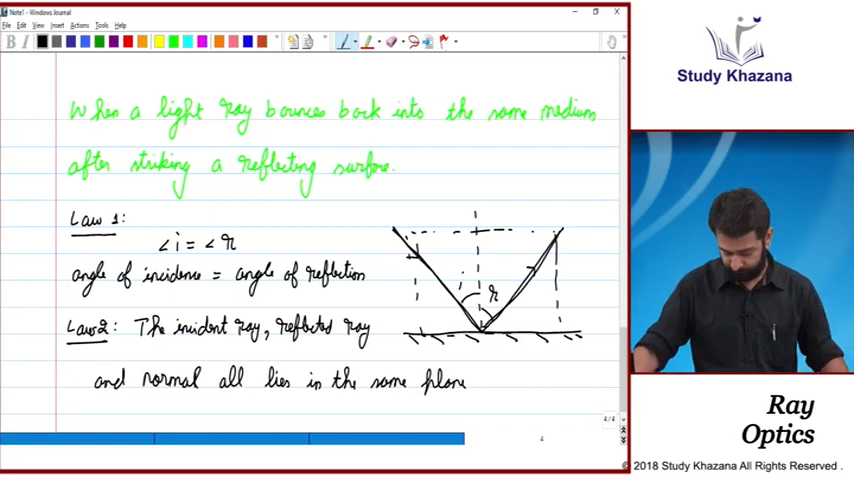 Note1 - Windows Journal
File Edit View Insert Actions Tools Help
B I
Study Khazana
When a light ray bounces back into the same medium
after striking a reflecting surface.
Law 1:
∠i = ∠r
angle of incidence = angle of reflection
i r
Law 2: The incident ray, reflected ray
and normal all lies in the same plane
4/4
4
Ray
Optics
© 2018 Study Khazana All Rights Reserved .